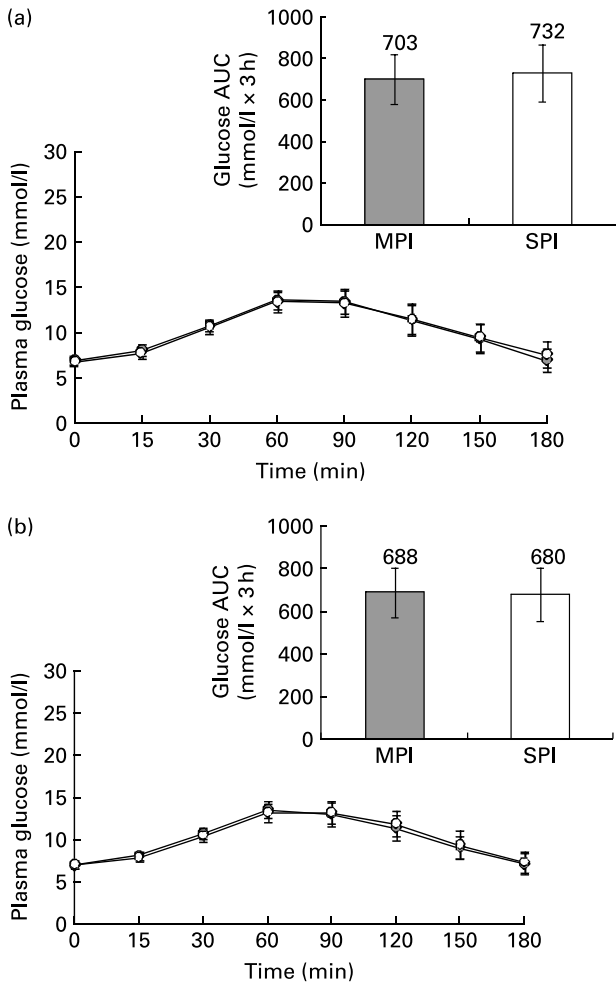 (a)
1000
800
600
400
200
0
Glucose AUC
(mmol/l × 3 h)
703
732
MPI
SPI
30
25
20
15
10
5
0
Plasma glucose (mmol/l)
0 15 30 60 90 120 150 180
Time (min)
(b)
1000
800
600
400
200
0
Glucose AUC
(mmol/l × 3 h)
688
680
MPI
SPI
30
25
20
15
10
5
0
Plasma glucose (mmol/l)
0 15 30 60 90 120 150 180
Time (min)